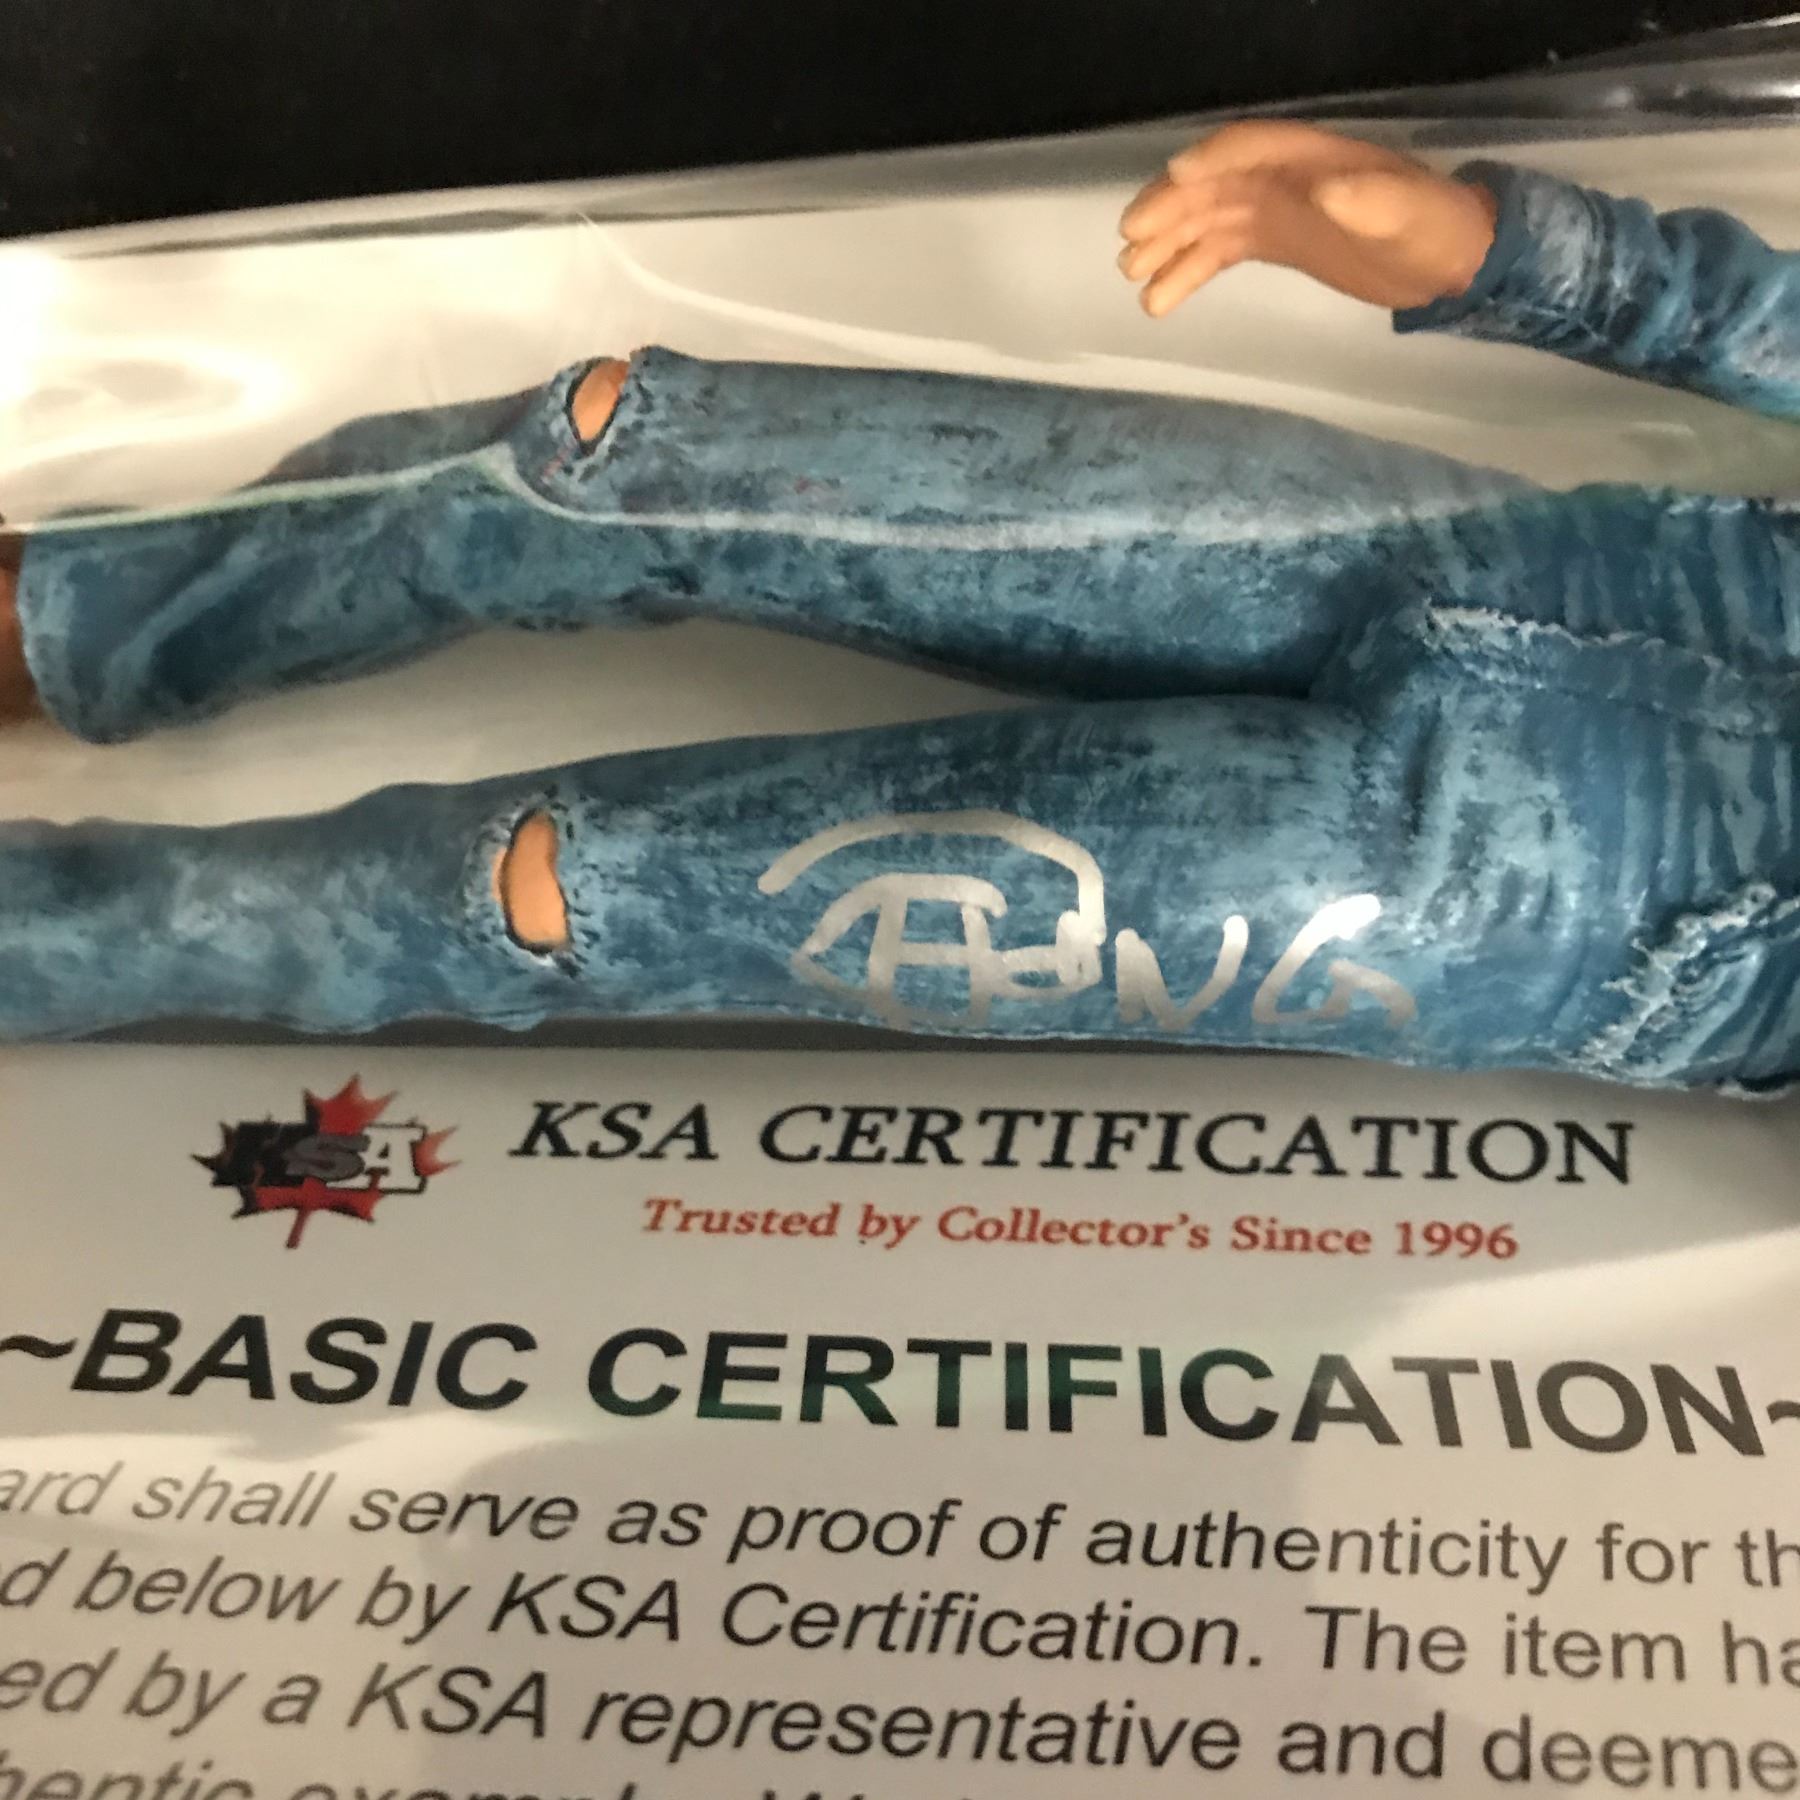 KSA
KSA CERTIFICATION
Trusted by Collector's Since 1996
~BASIC CERTIFICATION~
ard shall serve as proof of authenticity for th
d below by KSA Certification. The item ha
ed by a KSA representative and deeme